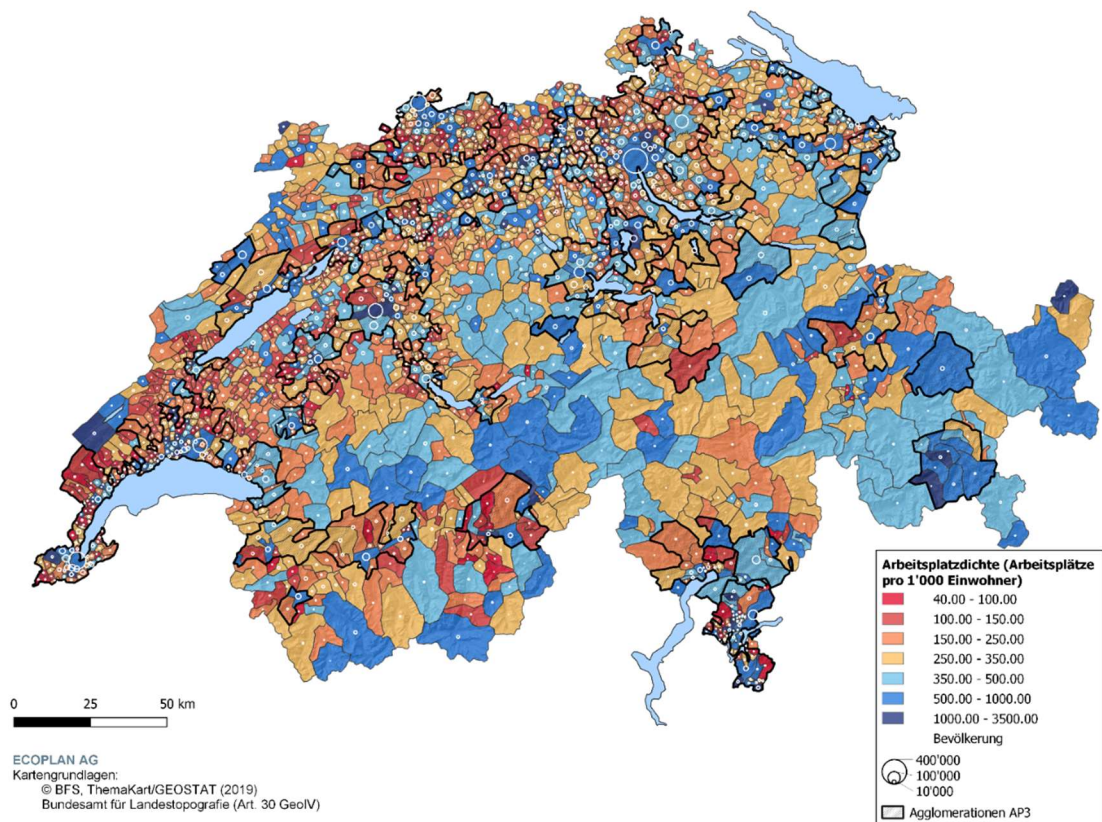 Arbeitsplatzdichte (Arbeitsplätze
pro 1'000 Einwohner)
40.00 - 100.00
100.00 - 150.00
150.00 - 250.00
250.00 - 350.00
350.00 - 500.00
500.00 - 1000.00
1000.00 - 3500.00
Bevölkerung
400'000
100'000
10'000
Agglomerationen AP3
0 25 50 km
ECOPLAN AG
Kartengrundlagen:
© BFS, ThemaKart/GEOSTAT (2019)
Bundesamt für Landestopografie (Art. 30 GeoIV)